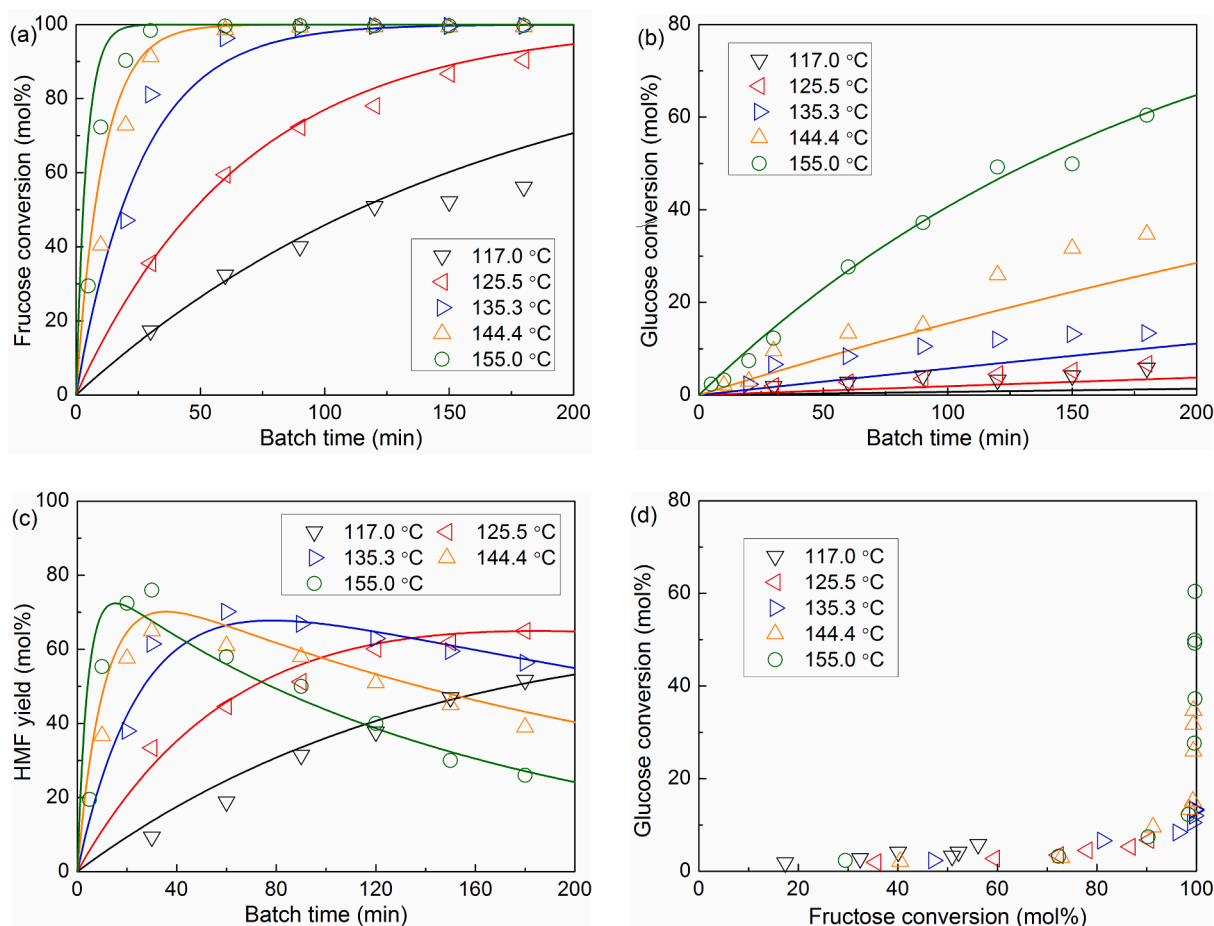 (a)
Frucose conversion (mol%)
100
80
60
40
20
0
117.0 °C
125.5 °C
135.3 °C
144.4 °C
155.0 °C
0 50 100 150 200
Batch time (min)
(b)
Glucose conversion (mol%)
80
60
40
20
0
117.0 °C
125.5 °C
135.3 °C
144.4 °C
155.0 °C
0 50 100 150 200
Batch time (min)
(c)
HMF yield (mol%)
100
80
60
40
20
0
117.0 °C 125.5 °C
135.3 °C 144.4 °C
155.0 °C
0 40 80 120 160 200
Batch time (min)
(d)
Glucose conversion (mol%)
80
60
40
20
0
117.0 °C
125.5 °C
135.3 °C
144.4 °C
155.0 °C
0 20 40 60 80 100
Fructose conversion (mol%)